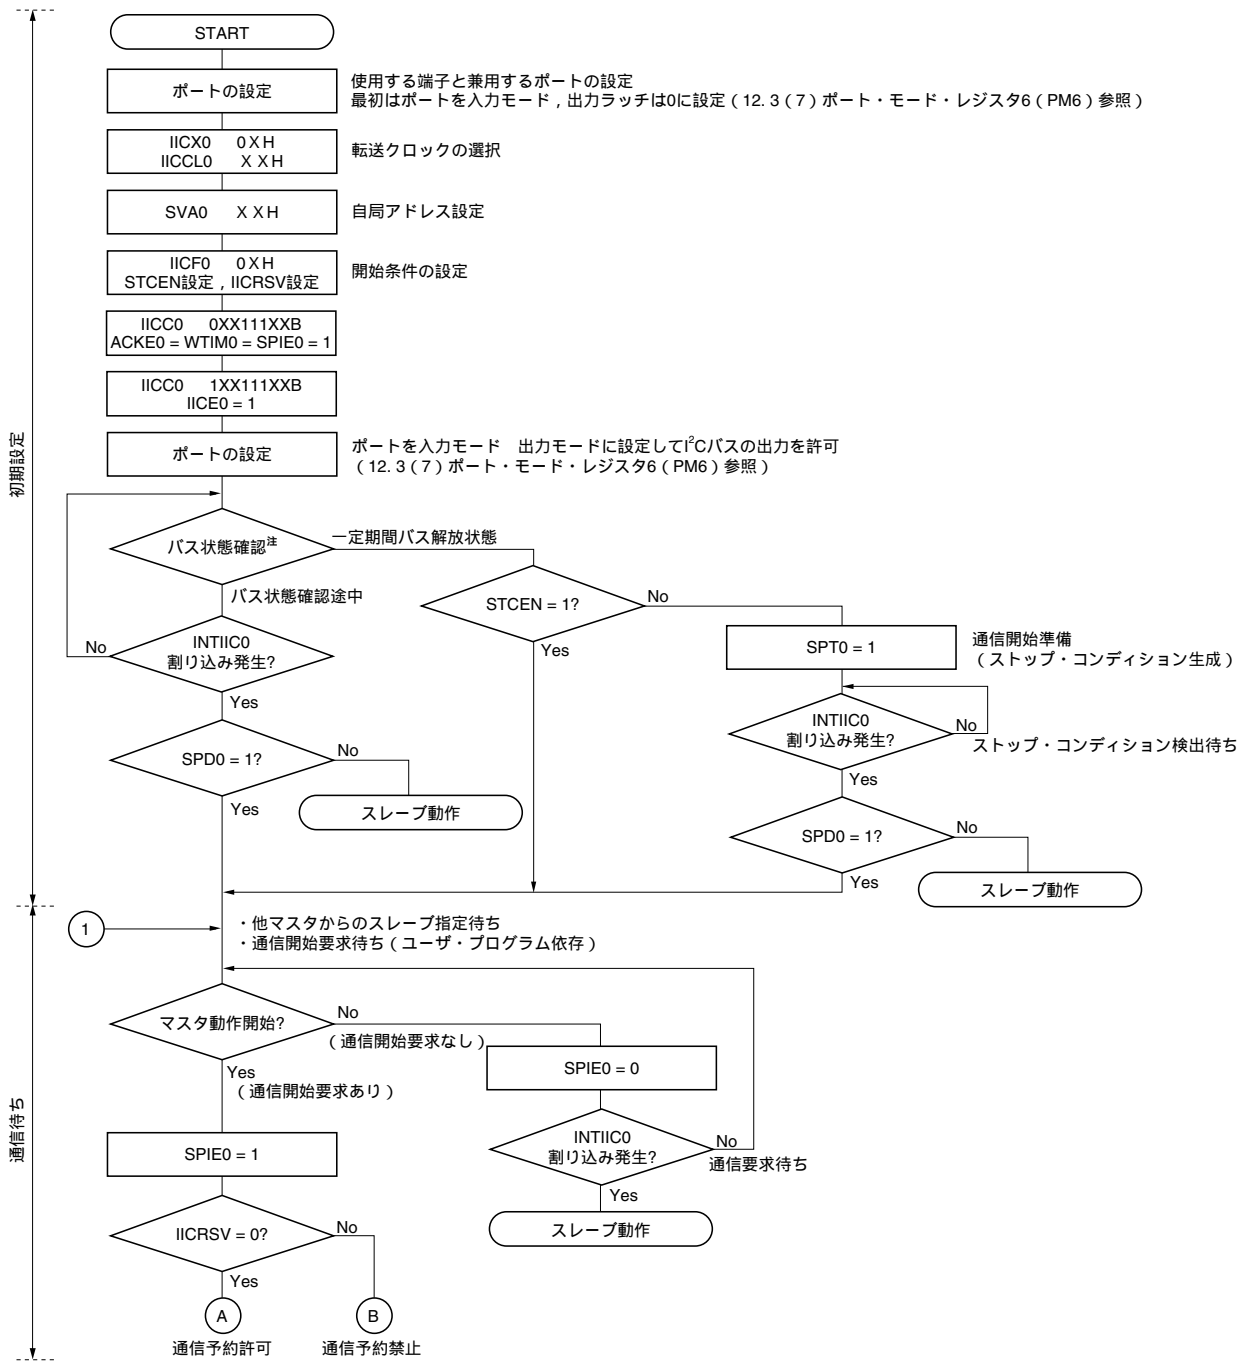 START
ポートの設定
使用する端子と兼用するポートの設定
最初はポートを入力モード，出力ラッチは0に設定（12. 3（7）ポート・モード・レジスタ6（PM6）参照）
IICX0 0XH
IICCL0 XXH
転送クロックの選択
SVA0 XXH
自局アドレス設定
IICF0 0XH
STCEN設定，IICRSV設定
開始条件の設定
IICC0 0XX111XXB
ACKE0 = WTIM0 = SPIE0 = 1
IICC0 1XX111XXB
IICE0 = 1
ポートの設定
ポートを入力モード 出力モードに設定してI²Cバスの出力を許可
（12. 3（7）ポート・モード・レジスタ6（PM6）参照）
初期設定
バス状態確認注
一定期間バス解放状態
バス状態確認途中
STCEN = 1?
No
Yes
SPT0 = 1
通信開始準備
（ストップ・コンディション生成）
No
INTIIC0
割り込み発生?
Yes
INTIIC0
割り込み発生?
No
ストップ・コンディション検出待ち
Yes
SPD0 = 1?
No
Yes
スレーブ動作
SPD0 = 1?
No
Yes
スレーブ動作
1
・他マスタからのスレーブ指定待ち
・通信開始要求待ち（ユーザ・プログラム依存）
通信待ち
マスタ動作開始?
No
（通信開始要求なし）
Yes
（通信開始要求あり）
SPIE0 = 0
INTIIC0
割り込み発生?
No
通信要求待ち
Yes
スレーブ動作
SPIE0 = 1
IICRSV = 0?
No
Yes
A
B
通信予約許可
通信予約禁止